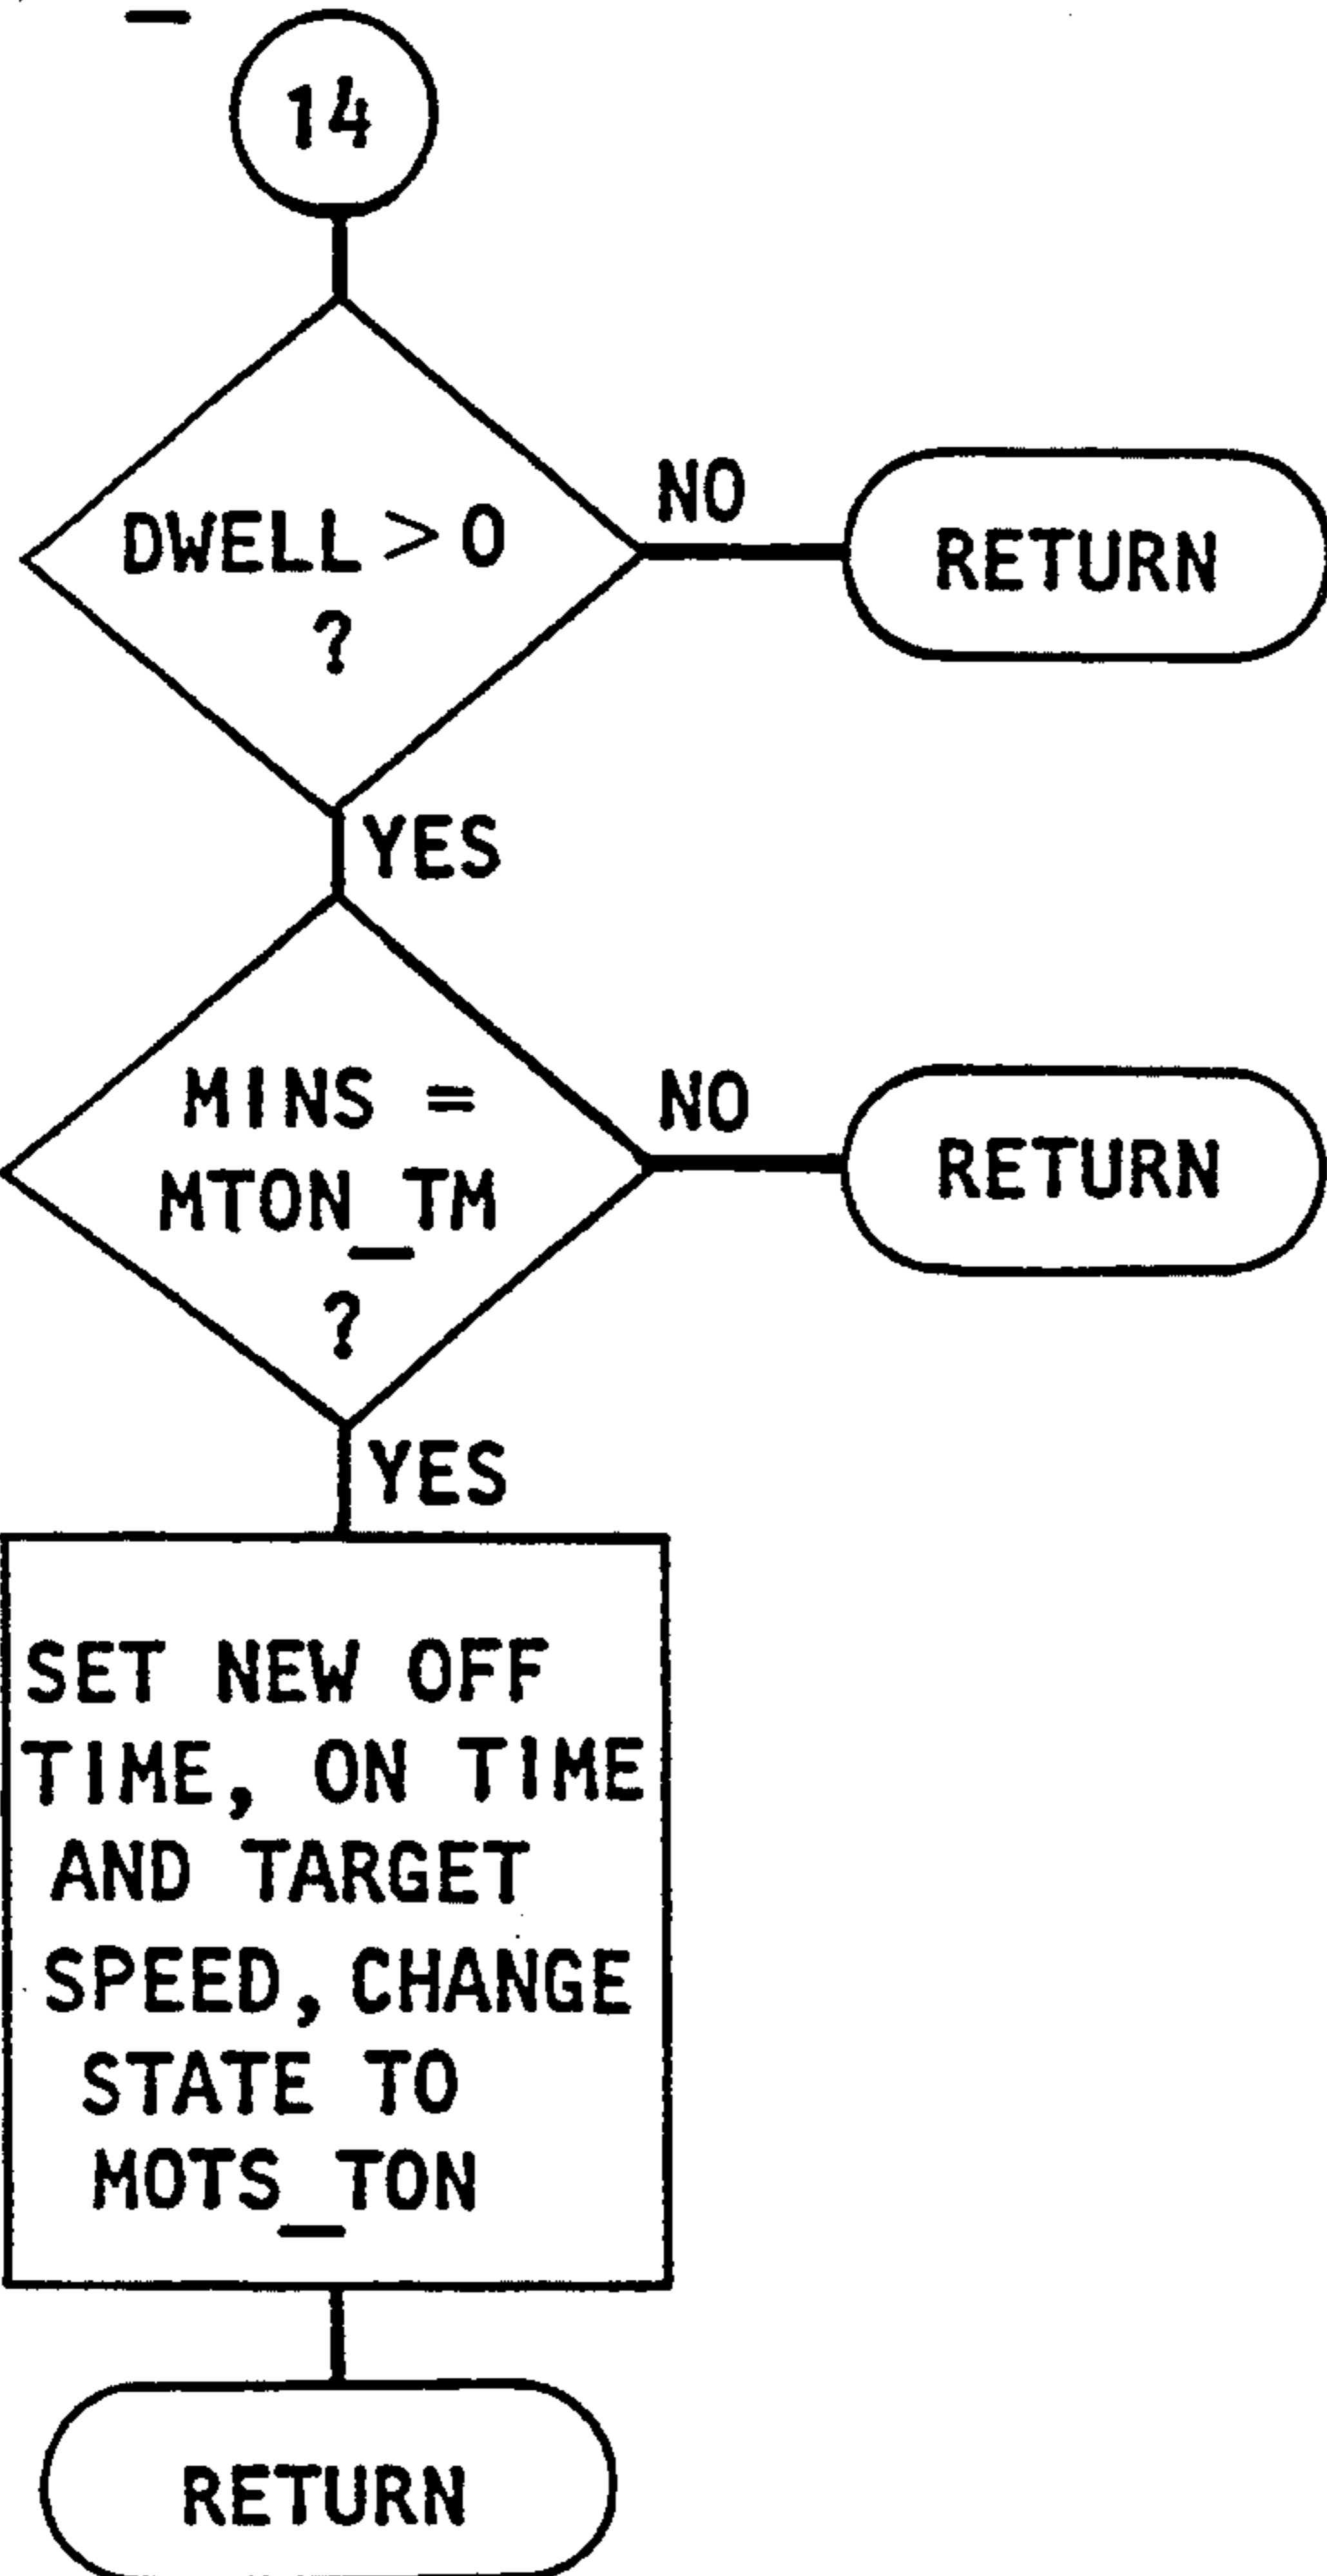 14
DWELL > 0
?
NO
RETURN
YES
MINS =
MTON_TM
?
NO
RETURN
YES
SET NEW OFF
TIME, ON TIME
AND TARGET
SPEED, CHANGE
STATE TO
MOTS_TON
RETURN